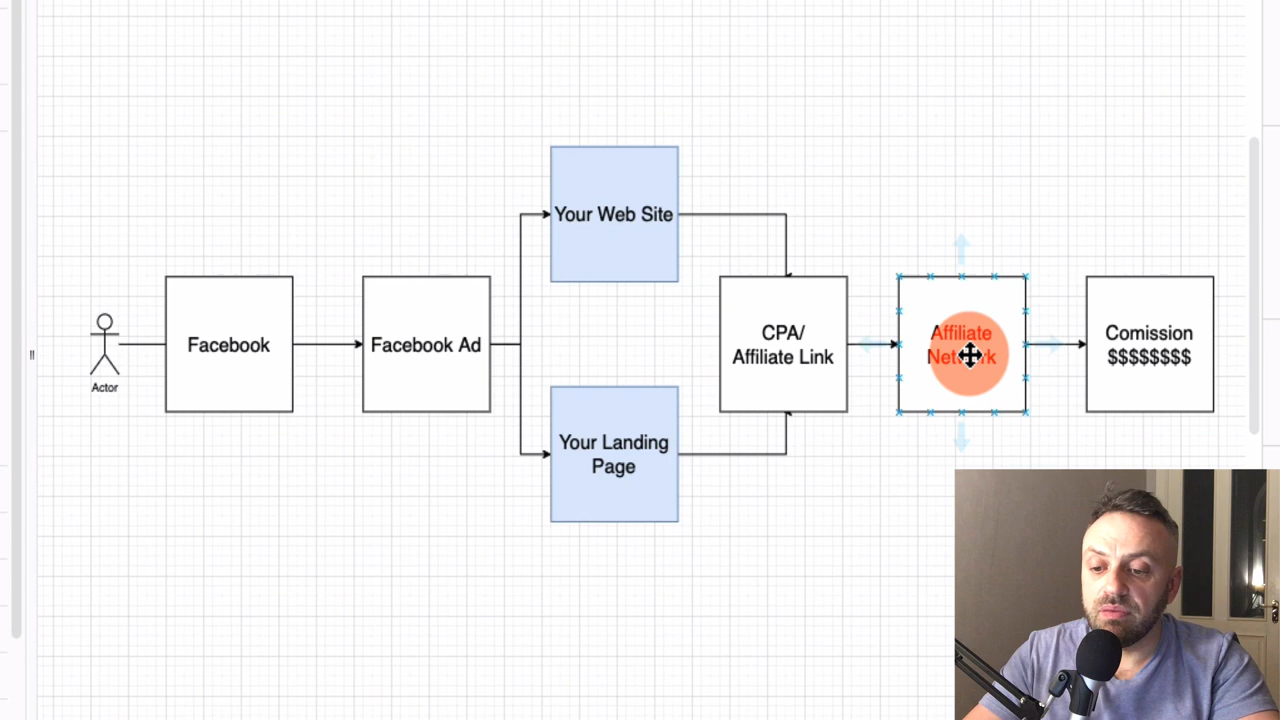 Your Web Site
Facebook
Facebook Ad
CPA/
Affiliate Link
Affiliate
Network
Comission
$$$$$$$$
Actor
Your Landing
Page